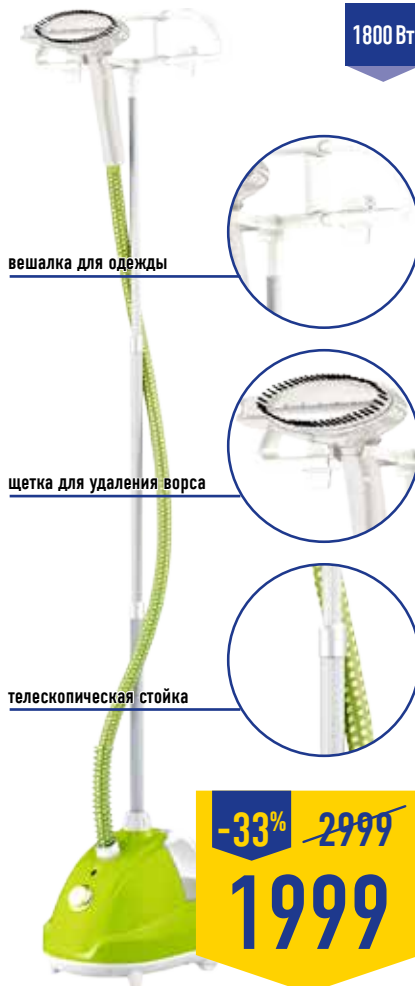 1800 Вт
вешалка для одежды
щетка для удаления ворса
телескопическая стойка
-33% 2999
1999